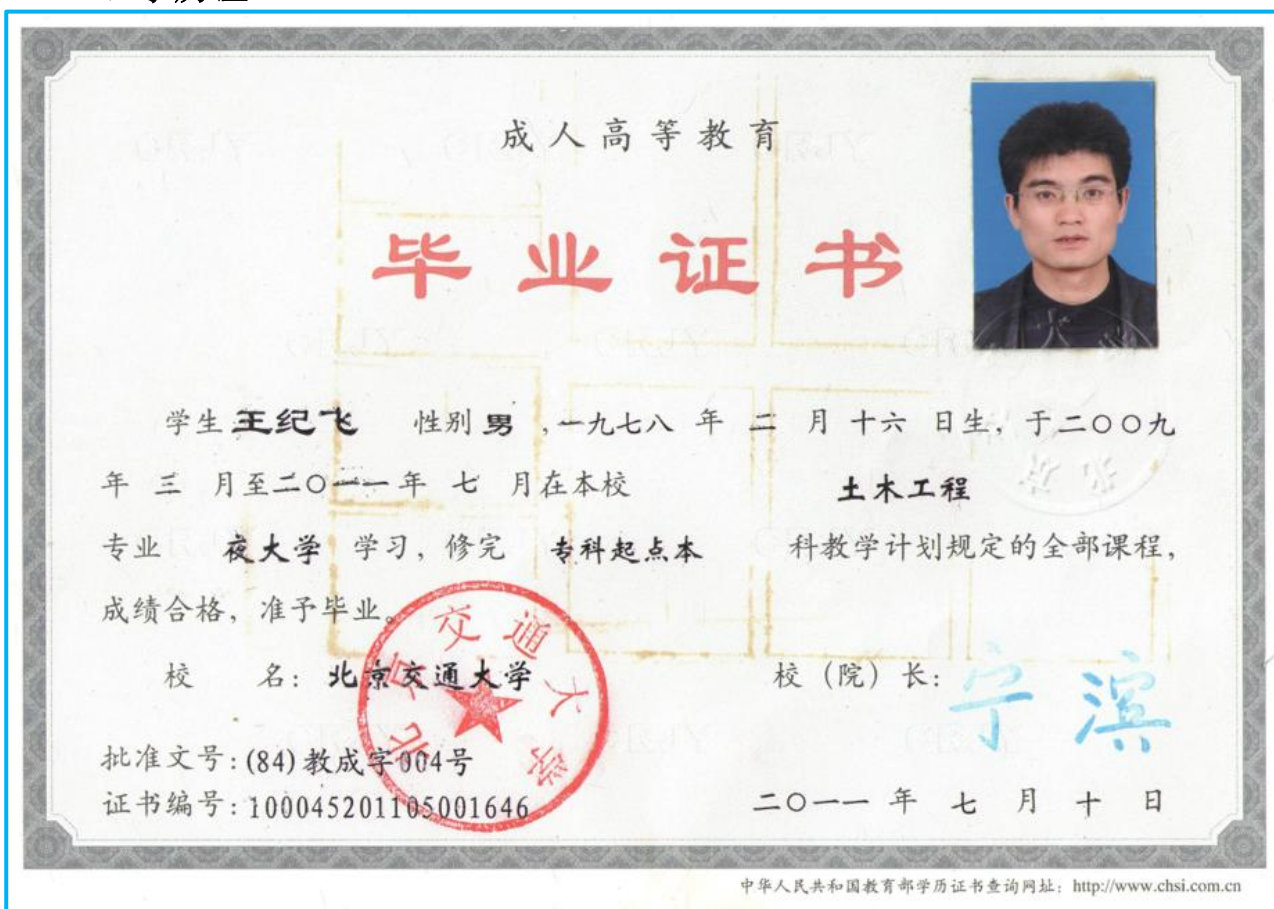 成人高等教育
毕业证书
学生 王纪飞 性别 男 ,一九七八 年 二 月 十六 日生, 于二〇〇九
年 三 月至二〇一一年 七 月在本校 土木工程
专业 夜大学 学习, 修完 专科起点本 科教学计划规定的全部课程,
成绩合格, 准予毕业。
校 名: 北京交通大学 校 (院) 长: 宁滨
北京交通大学
批准文号: (84) 教成字004号
证书编号: 100045201105001646 二〇一一 年 七 月 十 日
中华人民共和国教育部学历证书查询网址: http://www.chsi.com.cn